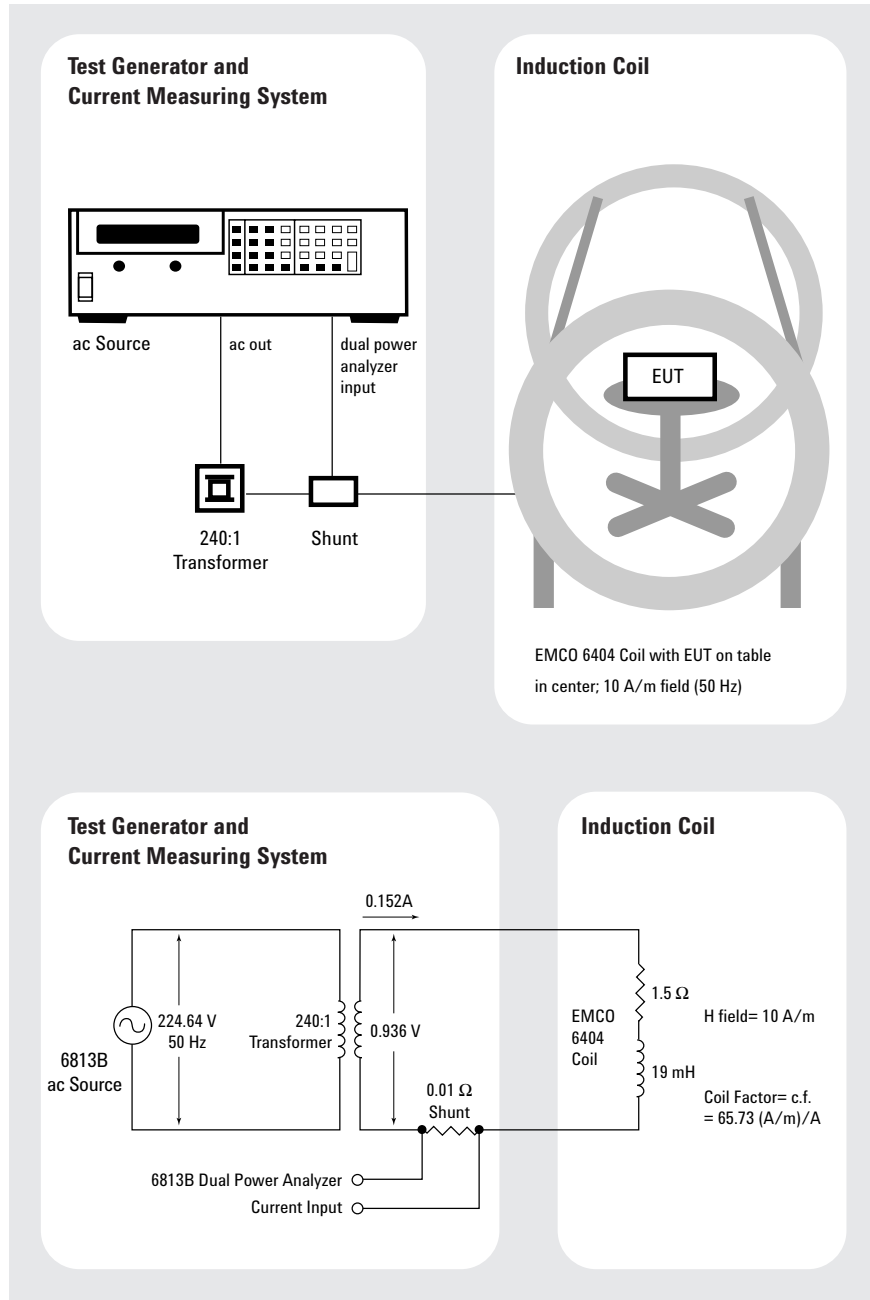 Test Generator and
Current Measuring System
Induction Coil
ac Source
ac out
dual power
analyzer
input
EUT
240:1
Transformer
Shunt
EMCO 6404 Coil with EUT on table
in center; 10 A/m field (50 Hz)
Test Generator and
Current Measuring System
Induction Coil
0.152A
224.64 V
50 Hz
6813B
ac Source
240:1
Transformer
0.936 V
0.01 Ω
Shunt
EMCO
6404
Coil
1.5 Ω
19 mH
H field= 10 A/m
Coil Factor= c.f.
= 65.73 (A/m)/A
6813B Dual Power Analyzer
Current Input